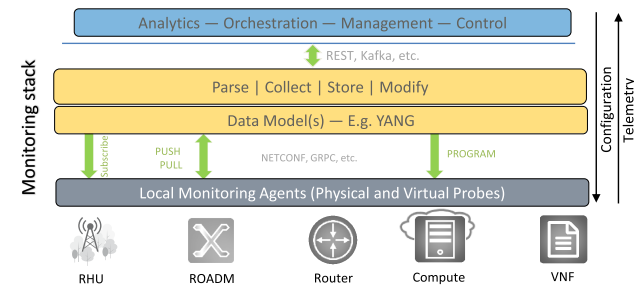 Analytics — Orchestration — Management — Control
REST, Kafka, etc.
Parse | Collect | Store | Modify
Data Model(s) — E.g. YANG
Subscribe
PUSH
PULL
NETCONF, GRPC, etc.
PROGRAM
Local Monitoring Agents (Physical and Virtual Probes)
RHU
ROADM
Router
Compute
VNF
Monitoring stack
Configuration
Telemetry